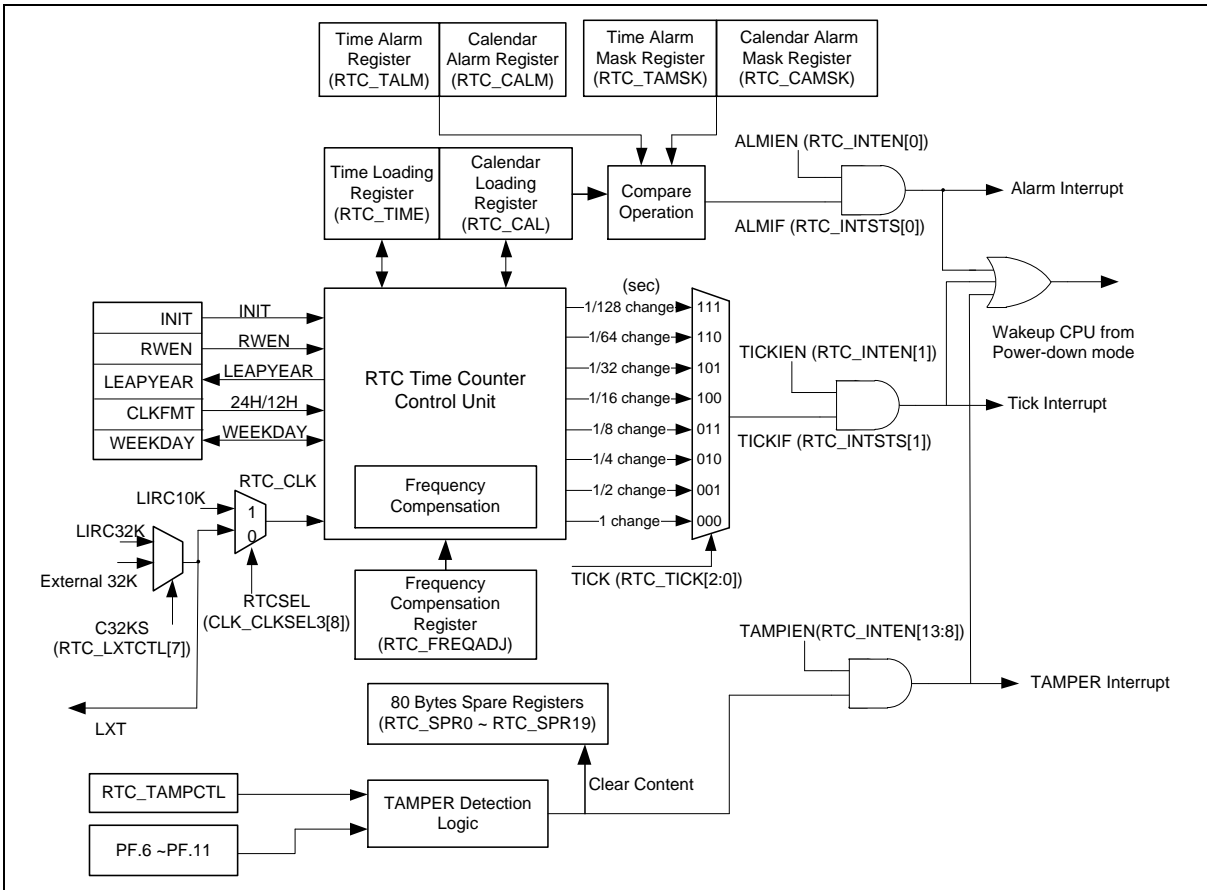 Time Alarm
Register
(RTC_TALM)
Calendar
Alarm Register
(RTC_CALM)
Time Alarm
Mask Register
(RTC_TAMSK)
Calendar Alarm
Mask Register
(RTC_CAMSK)
Time Loading
Register
(RTC_TIME)
Calendar
Loading
Register
(RTC_CAL)
Compare
Operation
ALMIEN (RTC_INTEN[0])
ALMIF (RTC_INTSTS[0])
Alarm Interrupt
Wakeup CPU from
Power-down mode
INIT
INIT
RWEN
RWEN
LEAPYEAR
LEAPYEAR
CLKFMT
24H/12H
WEEKDAY
WEEKDAY
RTC Time Counter
Control Unit
Frequency
Compensation
(sec)
1/128 change
111
1/64 change
110
1/32 change
101
1/16 change
100
1/8 change
011
1/4 change
010
1/2 change
001
1 change
000
TICK (RTC_TICK[2:0])
TICKIEN (RTC_INTEN[1])
TICKIF (RTC_INTSTS[1])
Tick Interrupt
RTC_CLK
LIRC10K
1
0
LIRC32K
External 32K
RTCSEL
(CLK_CLKSEL3[8])
C32KS
(RTC_LXTCTL[7])
LXT
Frequency
Compensation
Register
(RTC_FREQADJ)
TAMPIEN(RTC_INTEN[13:8])
TAMPER Interrupt
80 Bytes Spare Registers
(RTC_SPR0 ~ RTC_SPR19)
Clear Content
RTC_TAMPCTL
PF.6 ~PF.11
TAMPER Detection
Logic